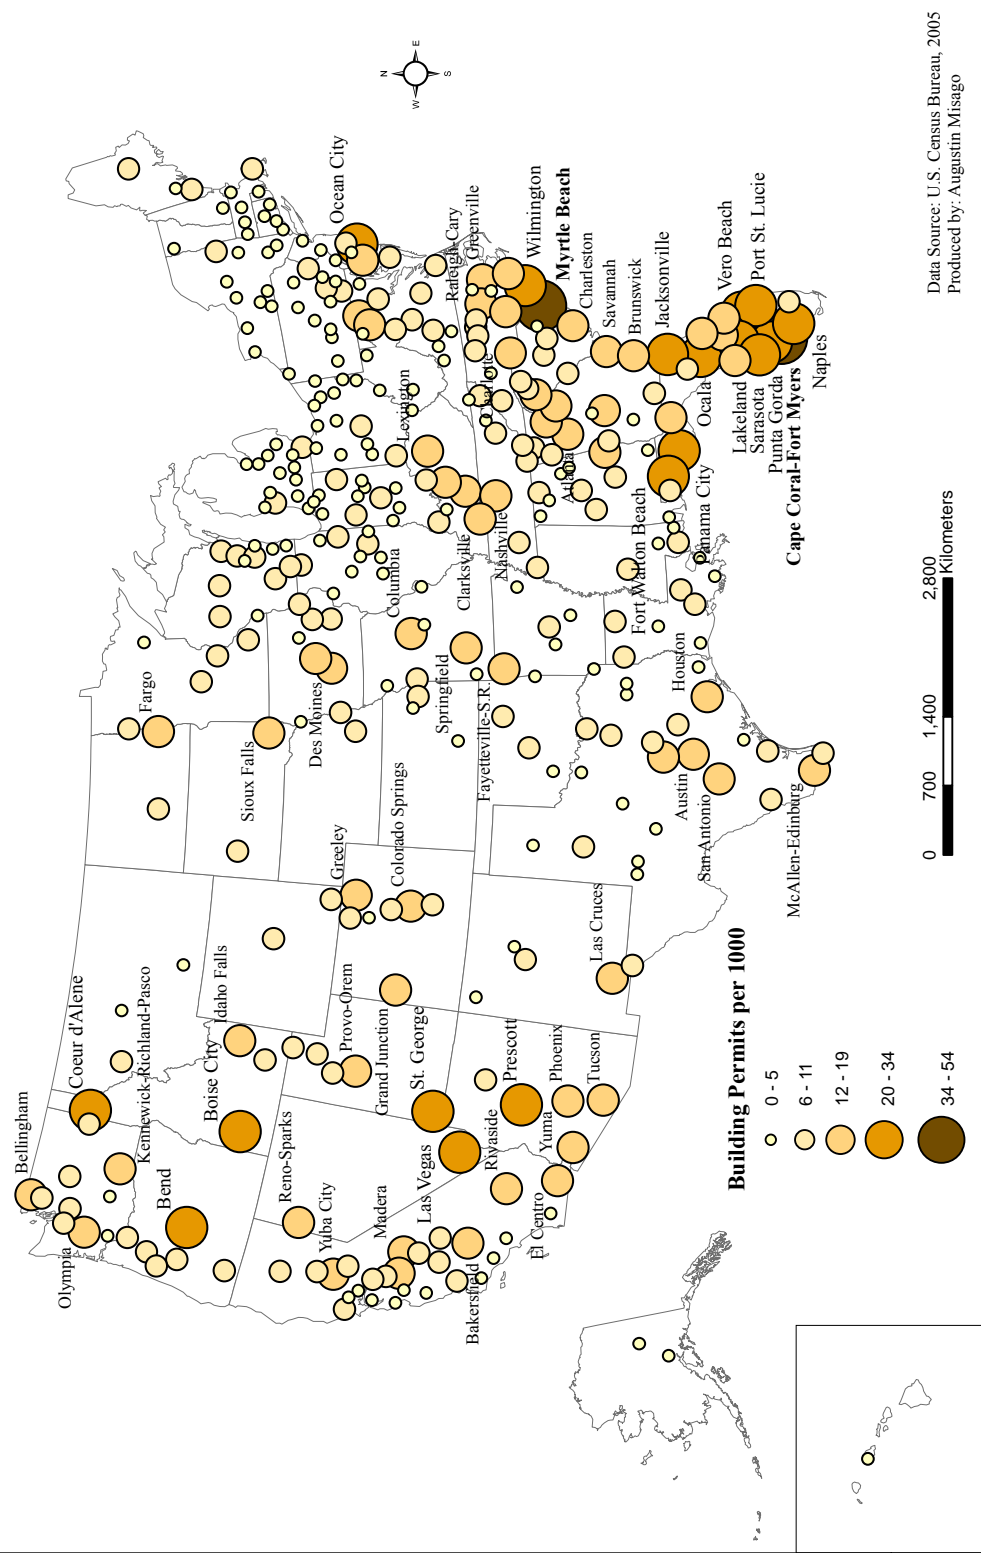 Bellingham
Coeur d'Alene
Olympia
Kennewick-Richland-Pasco
Bend
Boise City
Idaho Falls
Fargo
Sioux Falls
Des Moines
Reno-Sparks
Yuba City
Provo-Orem
Greeley
Madera
Grand Junction
Colorado Springs
Las Vegas
St. George
Bakersfield
Rivaside
Prescott
El Centro
Yuma
Phoenix
Tucson
Las Cruces
Columbia
Springfield
Clarksville
Fayetteville-S.R.
Nashville
Lexington
Ocean City
Raleigh-Cary
Greenville
Charlotte
Wilmington
Myrtle Beach
Charleston
Atlanta
Savannah
Brunswick
Jacksonville
Fort Walton Beach
Panama City
Ocala
Vero Beach
Port St. Lucie
Lakeland
Sarasota
Punta Gorda
Cape Coral-Fort Myers
Naples
Houston
Austin
San Antonio
McAllen-Edinburg
N
W
E
S
Building Permits per 1000
0 - 5
6 - 11
12 - 19
20 - 34
34 - 54
0
700
1,400
2,800
Kilometers
Data Source: U.S. Census Bureau, 2005
Produced by: Augustin Misago